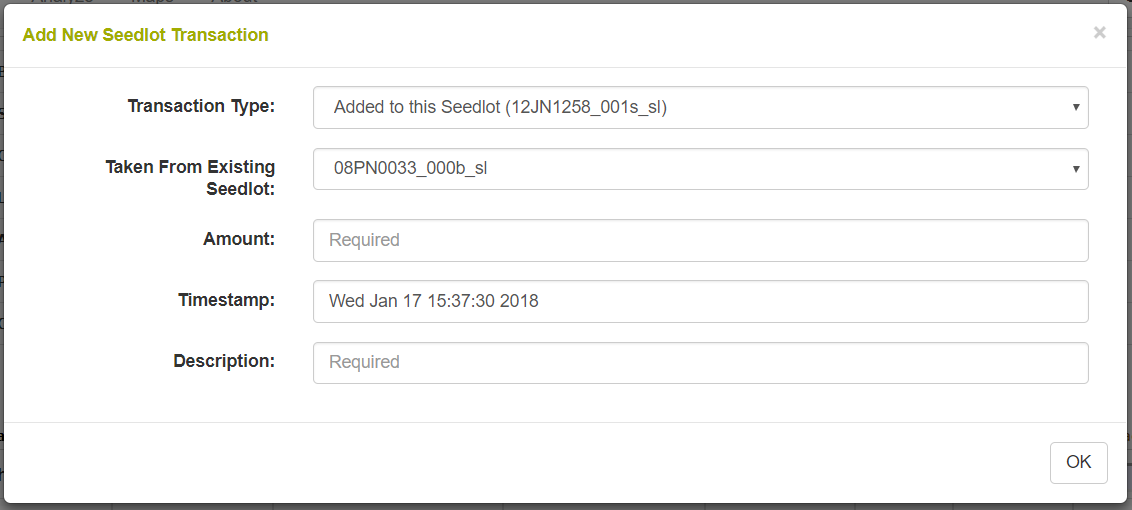 Add New Seedlot Transaction
×
Transaction Type:
Added to this Seedlot (12JN1258_001s_sl)
Taken From Existing
Seedlot:
08PN0033_000b_sl
Amount:
Required
Timestamp:
Wed Jan 17 15:37:30 2018
Description:
Required
OK